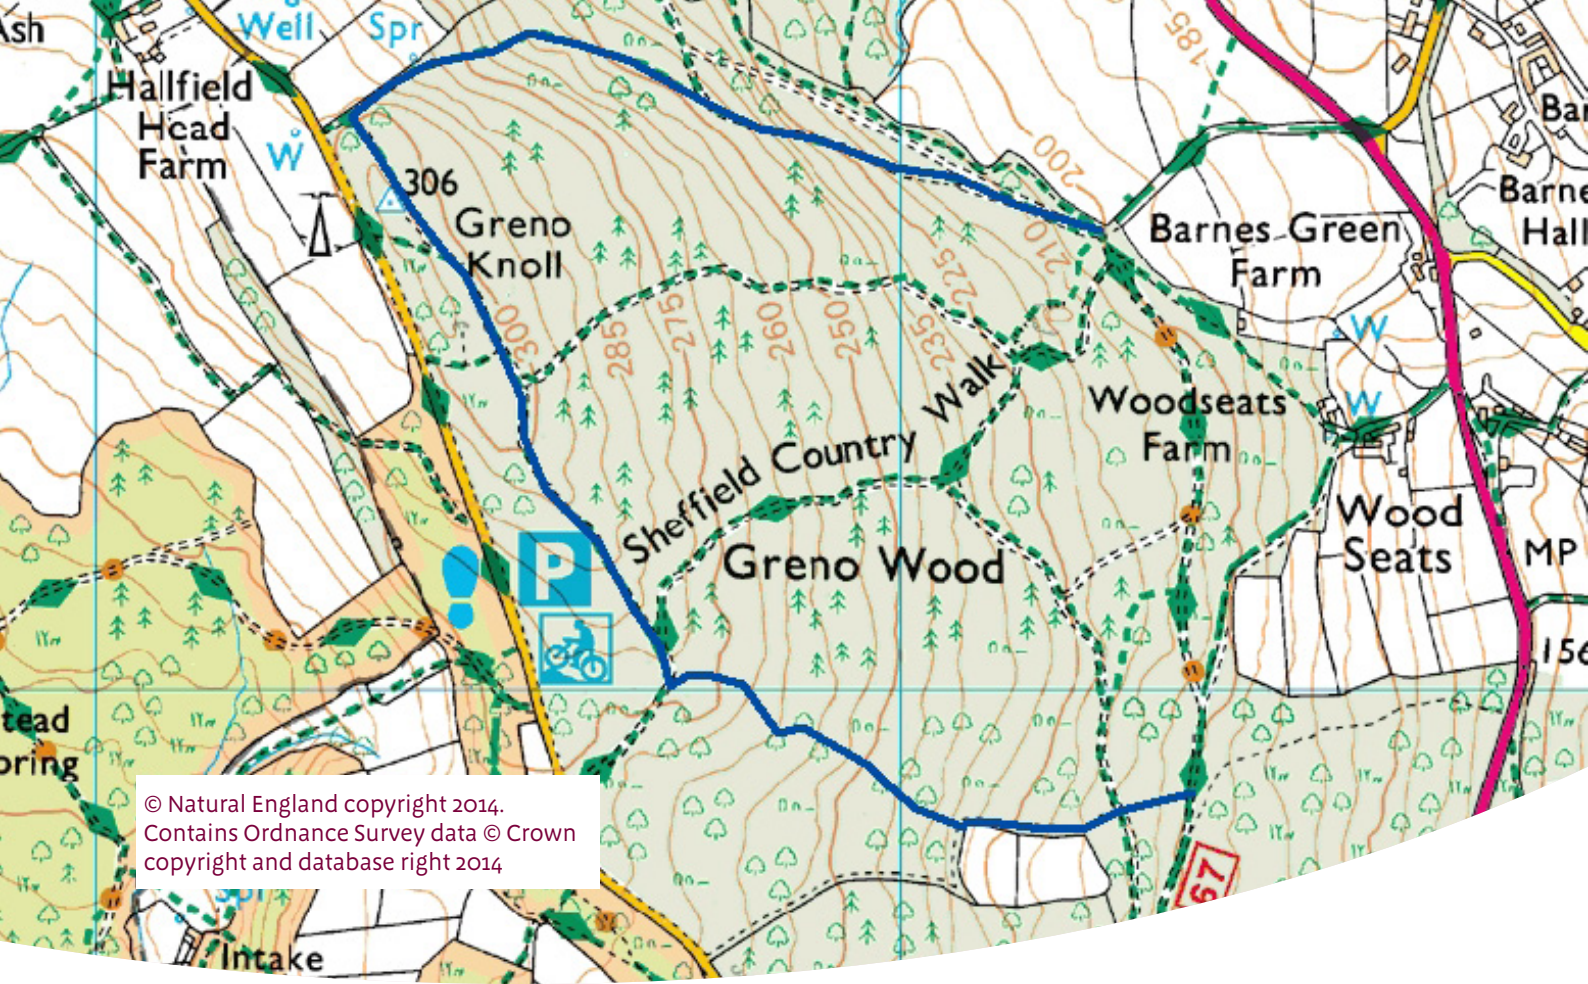 Well
Spr
Ash
Hallfield
Head
Farm
W
306
Greno
Knoll
185
200
210
225
235
250
260
275
285
300
Barnes Green
Farm
Barne
Hall
Bar
W
W
Woodseats
Farm
Sheffield Country Walk
Greno Wood
Wood
Seats
MP
156
P
tead
oring
© Natural England copyright 2014.
Contains Ordnance Survey data © Crown
copyright and database right 2014
Spr
67
Intake